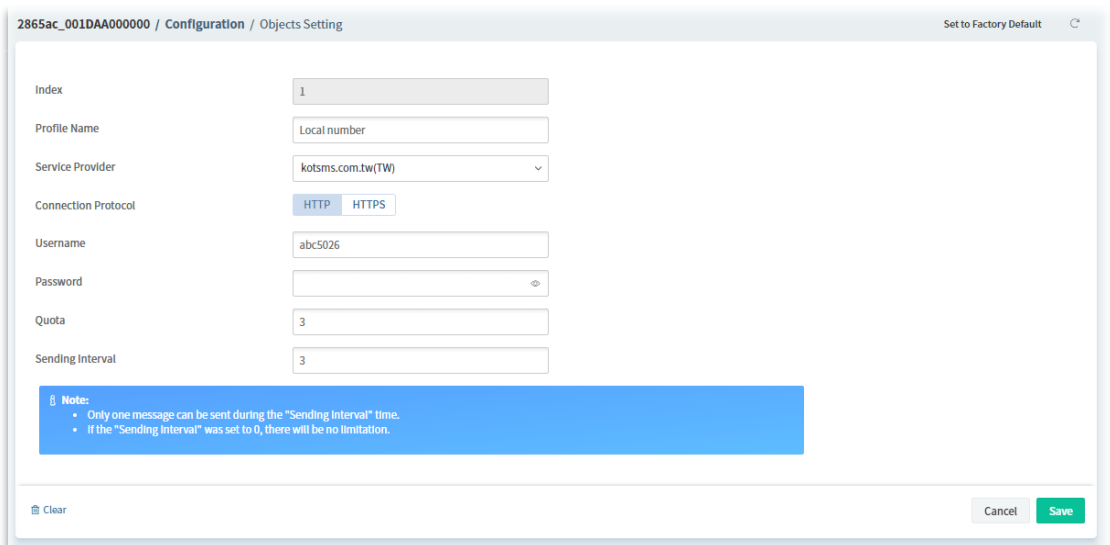 2865ac_001DAA000000 / Configuration / Objects Setting
Set to Factory Default
Index
1
Profile Name
Local number
Service Provider
kotsms.com.tw(TW)
Connection Protocol
HTTP HTTPS
Username
abc5026
Password
Quota
3
Sending Interval
3
Note:
• Only one message can be sent during the "Sending Interval" time.
• If the "Sending Interval" was set to 0, there will be no limitation.
Clear
Cancel
Save